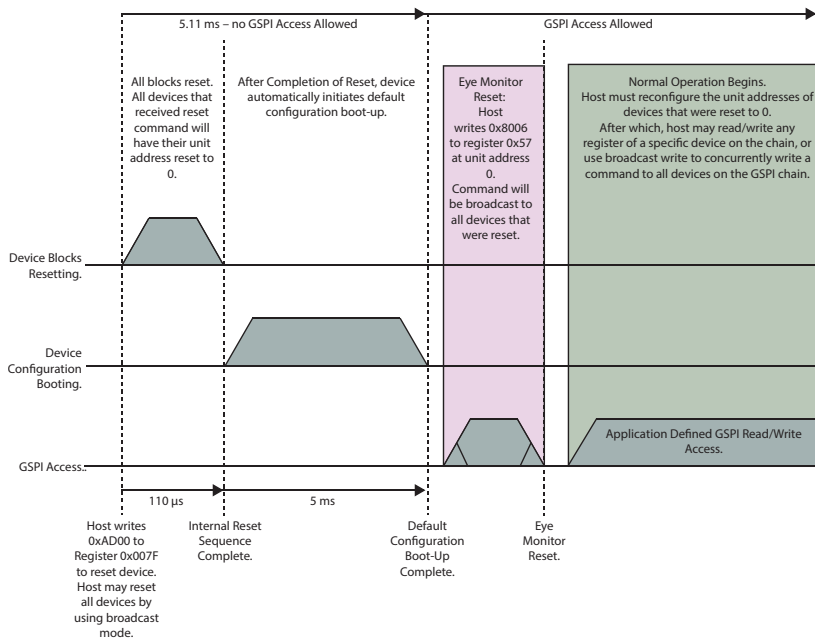 5.11 ms – no GSPI Access Allowed
GSPI Access Allowed
All blocks reset.
All devices that
received reset
command will
have their unit
address reset to
0.
After Completion of Reset, device
automatically initiates default
configuration boot-up.
Eye Monitor
Reset:
Host
writes 0x8006
to register 0x57
at unit address
0.
Command will
be broadcast to
all devices that
were reset.
Normal Operation Begins.
Host must reconfigure the unit addresses of
devices that were reset to 0.
After which, host may read/write any
register of a specific device on the chain, or
use broadcast write to concurrently write a
command to all devices on the GSPI chain.
Device Blocks
Resetting.
Device
Configuration
Booting.
GSPI Access.
Application Defined GSPI Read/Write
Access.
110 µs
5 ms
Host writes
0xAD00 to
Register 0x007F
to reset device.
Host may reset
all devices by
using broadcast
mode.
Internal Reset
Sequence
Complete.
Default
Configuration
Boot-Up
Complete.
Eye
Monitor
Reset.